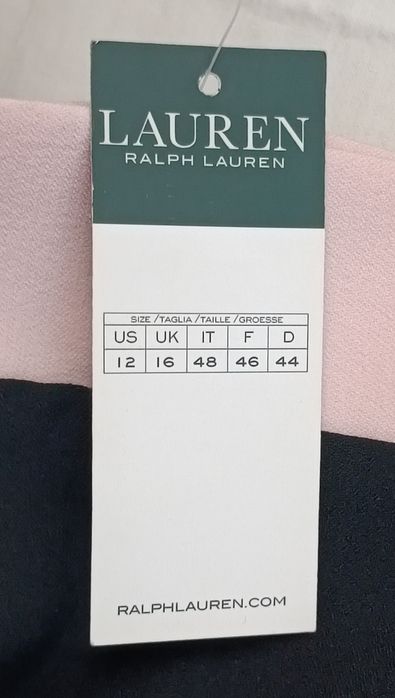 LAUREN
RALPH LAUREN
SIZE /TAGLIA /TAILLE /GROESSE
US UK IT F D
12 16 48 46 44
RALPHLAUREN.COM